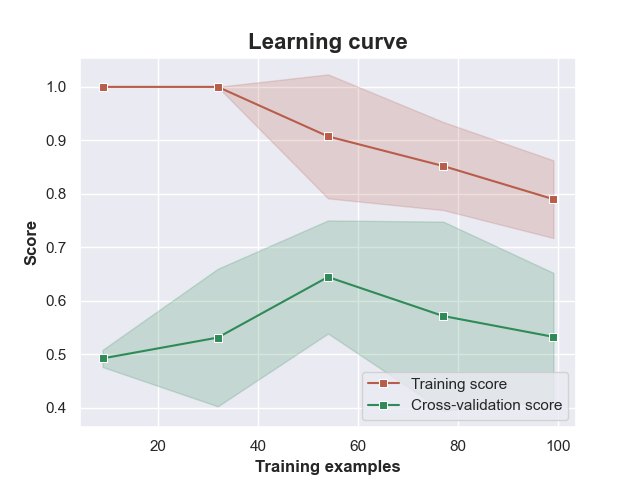 Learning curve
1.0
0.9
0.8
0.7
0.6
0.5
0.4
Score
20 40 60 80 100
Training examples
Training score
Cross-validation score